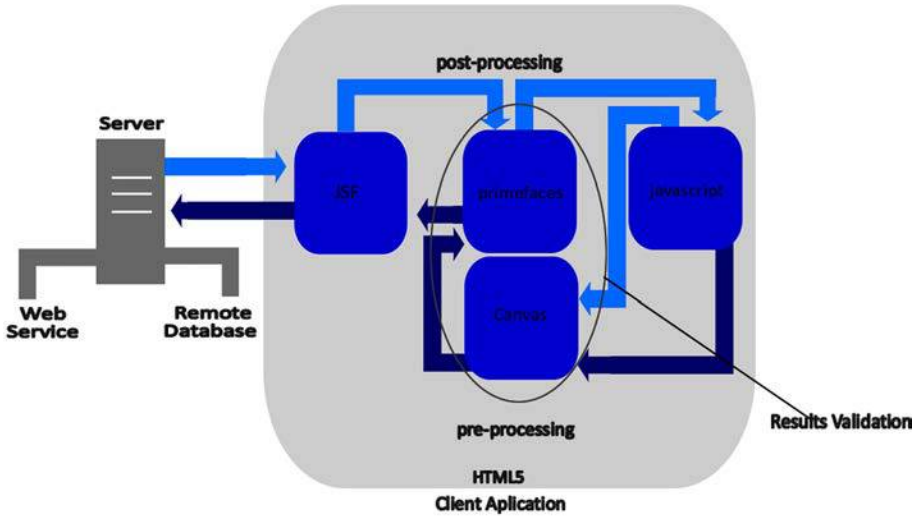 post-processing
Server
JSF
primefaces
javascript
Canvas
Web
Service
Remote
Database
Results Validation
pre-processing
HTML5
Client Aplication